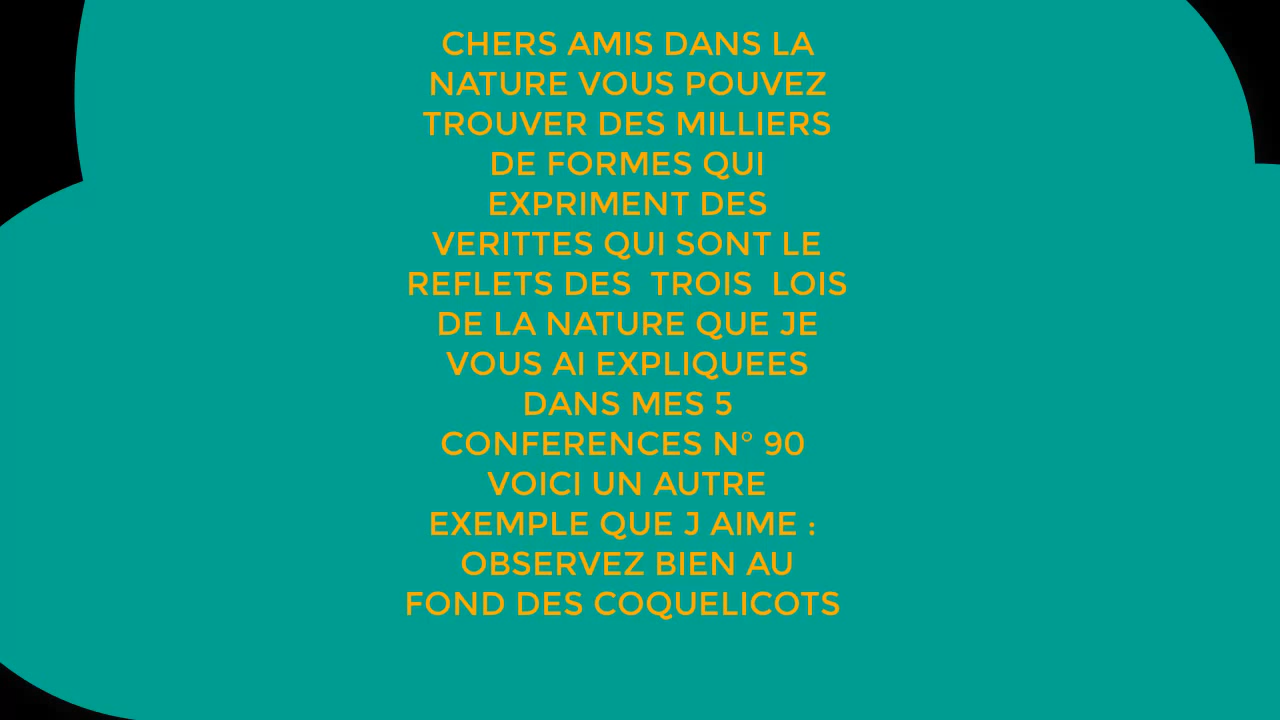 CHERS AMIS DANS LA
NATURE VOUS POUVEZ
TROUVER DES MILLIERS
DE FORMES QUI
EXPRIMENT DES
VERITTES QUI SONT LE
REFLETS DES  TROIS  LOIS
DE LA NATURE QUE JE
VOUS AI EXPLIQUEES
DANS MES 5
CONFERENCES N° 90
VOICI UN AUTRE
EXEMPLE QUE J AIME :
OBSERVEZ BIEN AU
FOND DES COQUELICOTS